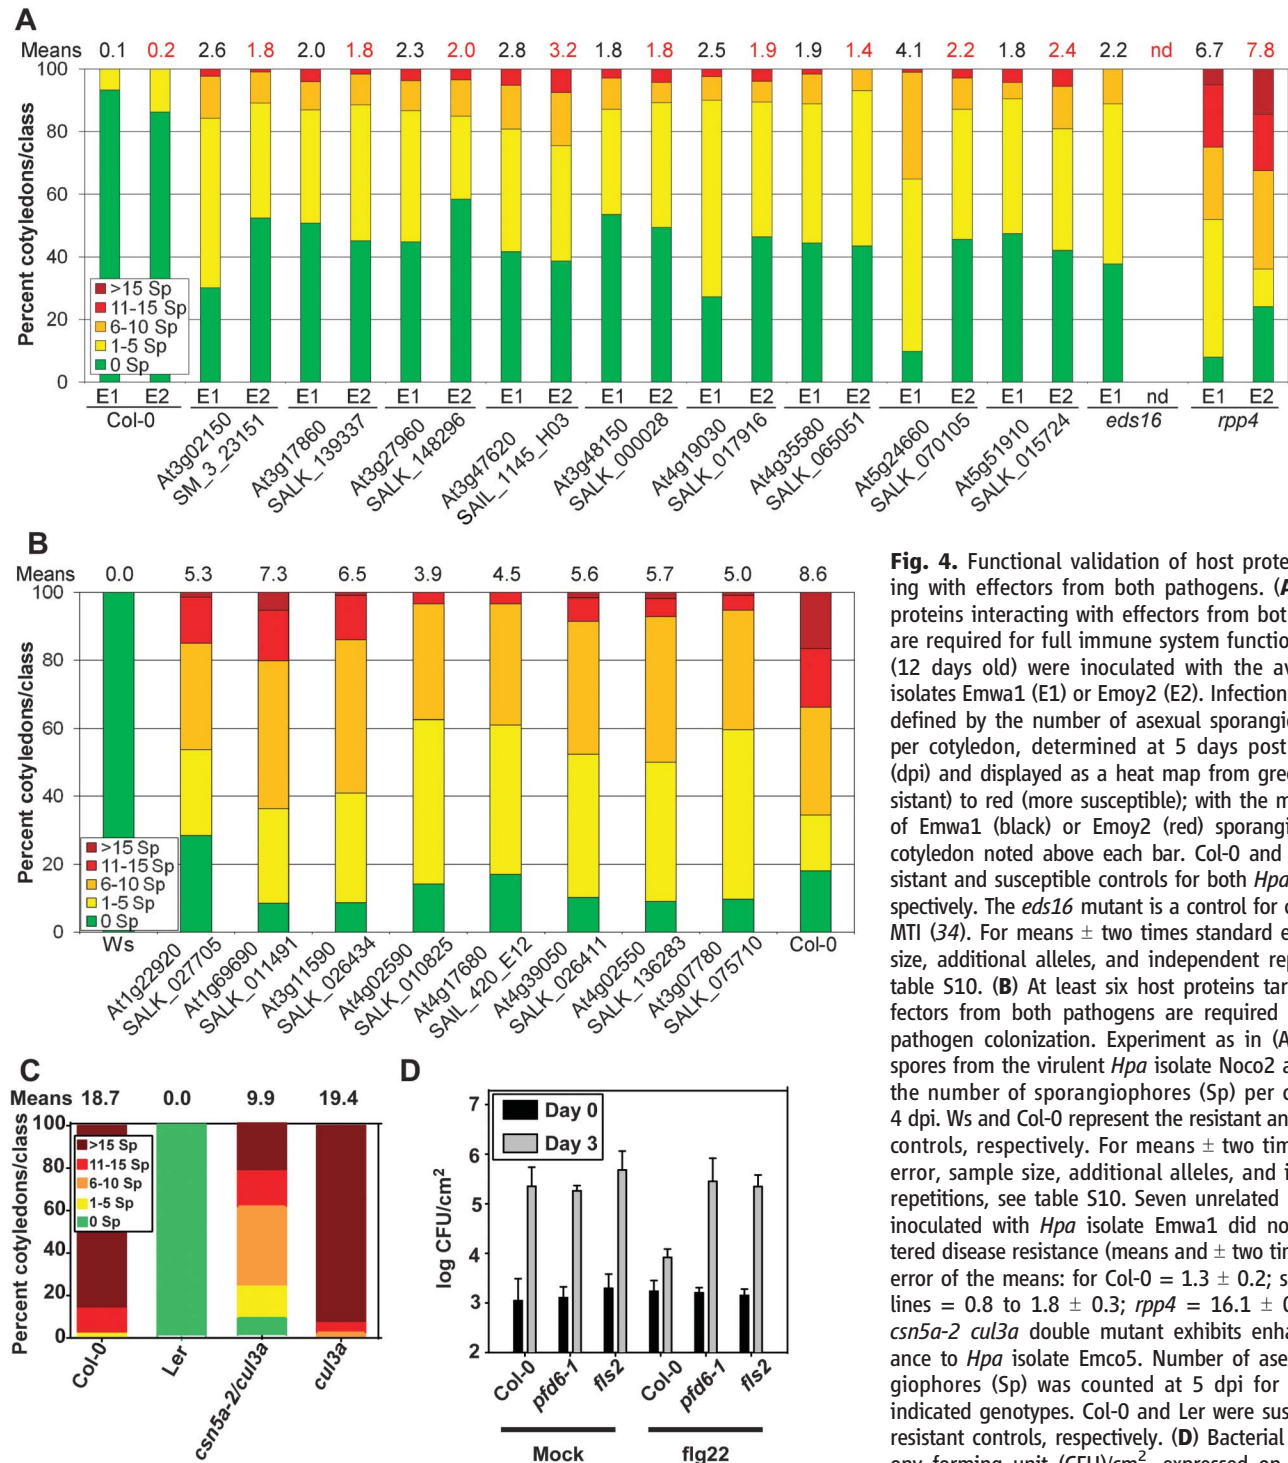 A
Means 0.1 0.2 2.6 1.8 2.0 1.8 2.3 2.0 2.8 3.2 1.8 1.8 2.5 1.9 1.9 1.4 4.1 2.2 1.8 2.4 2.2 nd 6.7 7.8
Percent cotyledons/class
100
80
60
40
20
0
>15 Sp
11-15 Sp
6-10 Sp
1-5 Sp
0 Sp
E1 E2 E1 E2 E1 E2 E1 E2 E1 E2 E1 E2 E1 E2 E1 E2 E1 E2 E1 E2 E1 nd E1 E2
Col-0
At3g02150
SM_3_23151
At3g17860
SALK_139337
At3g27960
SALK_148296
At3g47620
SAIL_1145_H03
At3g48150
SALK_000028
At4g19030
SALK_017916
At4g35580
SALK_065051
At5g24660
SALK_070105
At5g51910
SALK_015724
eds16
rpp4
B
Means 0.0 5.3 7.3 6.5 3.9 4.5 5.6 5.7 5.0 8.6
Percent cotyledons/class
100
80
60
40
20
0
>15 Sp
11-15 Sp
6-10 Sp
1-5 Sp
0 Sp
Ws
At1g22920
SALK_027705
At1g69690
SALK_011491
At3g11590
SALK_026434
At4g02590
SALK_010825
At4g17680
SAIL_420_E12
At4g39050
SALK_026411
At4g02550
SALK_136283
At3g07780
SALK_075710
Col-0
C
Means 18.7 0.0 9.9 19.4
Percent cotyledons/class
100
80
60
40
20
0
>15 Sp
11-15 Sp
6-10 Sp
1-5 Sp
0 Sp
Col-0
Ler
csn5a-2/cul3a
cul3a
D
log CFU/cm2
7
6
5
4
3
2
Day 0
Day 3
Col-0
pfd6-1
fls2
Col-0
pfd6-1
fls2
Mock
flg22
Fig. 4. Functional validation of host prote
ing with effectors from both pathogens. (A
proteins interacting with effectors from bot
are required for full immune system functio
(12 days old) were inoculated with the av
isolates Emwa1 (E1) or Emoy2 (E2). Infection
defined by the number of asexual sporangio
per cotyledon, determined at 5 days post
(dpi) and displayed as a heat map from gree
sistant) to red (more susceptible); with the m
of Emwa1 (black) or Emoy2 (red) sporangi
cotyledon noted above each bar. Col-0 and
sistant and susceptible controls for both Hpa
spectively. The eds16 mutant is a control for d
MTI (34). For means ± two times standard e
size, additional alleles, and independent rep
table S10. (B) At least six host proteins tar
fectors from both pathogens are required
pathogen colonization. Experiment as in (A
spores from the virulent Hpa isolate Noco2 a
the number of sporangiophores (Sp) per c
4 dpi. Ws and Col-0 represent the resistant an
controls, respectively. For means ± two tim
error, sample size, additional alleles, and i
repetitions, see table S10. Seven unrelated
inoculated with Hpa isolate Emwa1 did no
tered disease resistance (means and ± two tim
error of the means: for Col-0 = 1.3 ± 0.2; s
lines = 0.8 to 1.8 ± 0.3; rpp4 = 16.1 ± 0
csn5a-2 cul3a double mutant exhibits enha
ance to Hpa isolate Emco5. Number of ase
giophores (Sp) was counted at 5 dpi for
indicated genotypes. Col-0 and Ler were sus
resistant controls, respectively. (D) Bacterial
ony forming unit (CFU)/cm2, expressed on